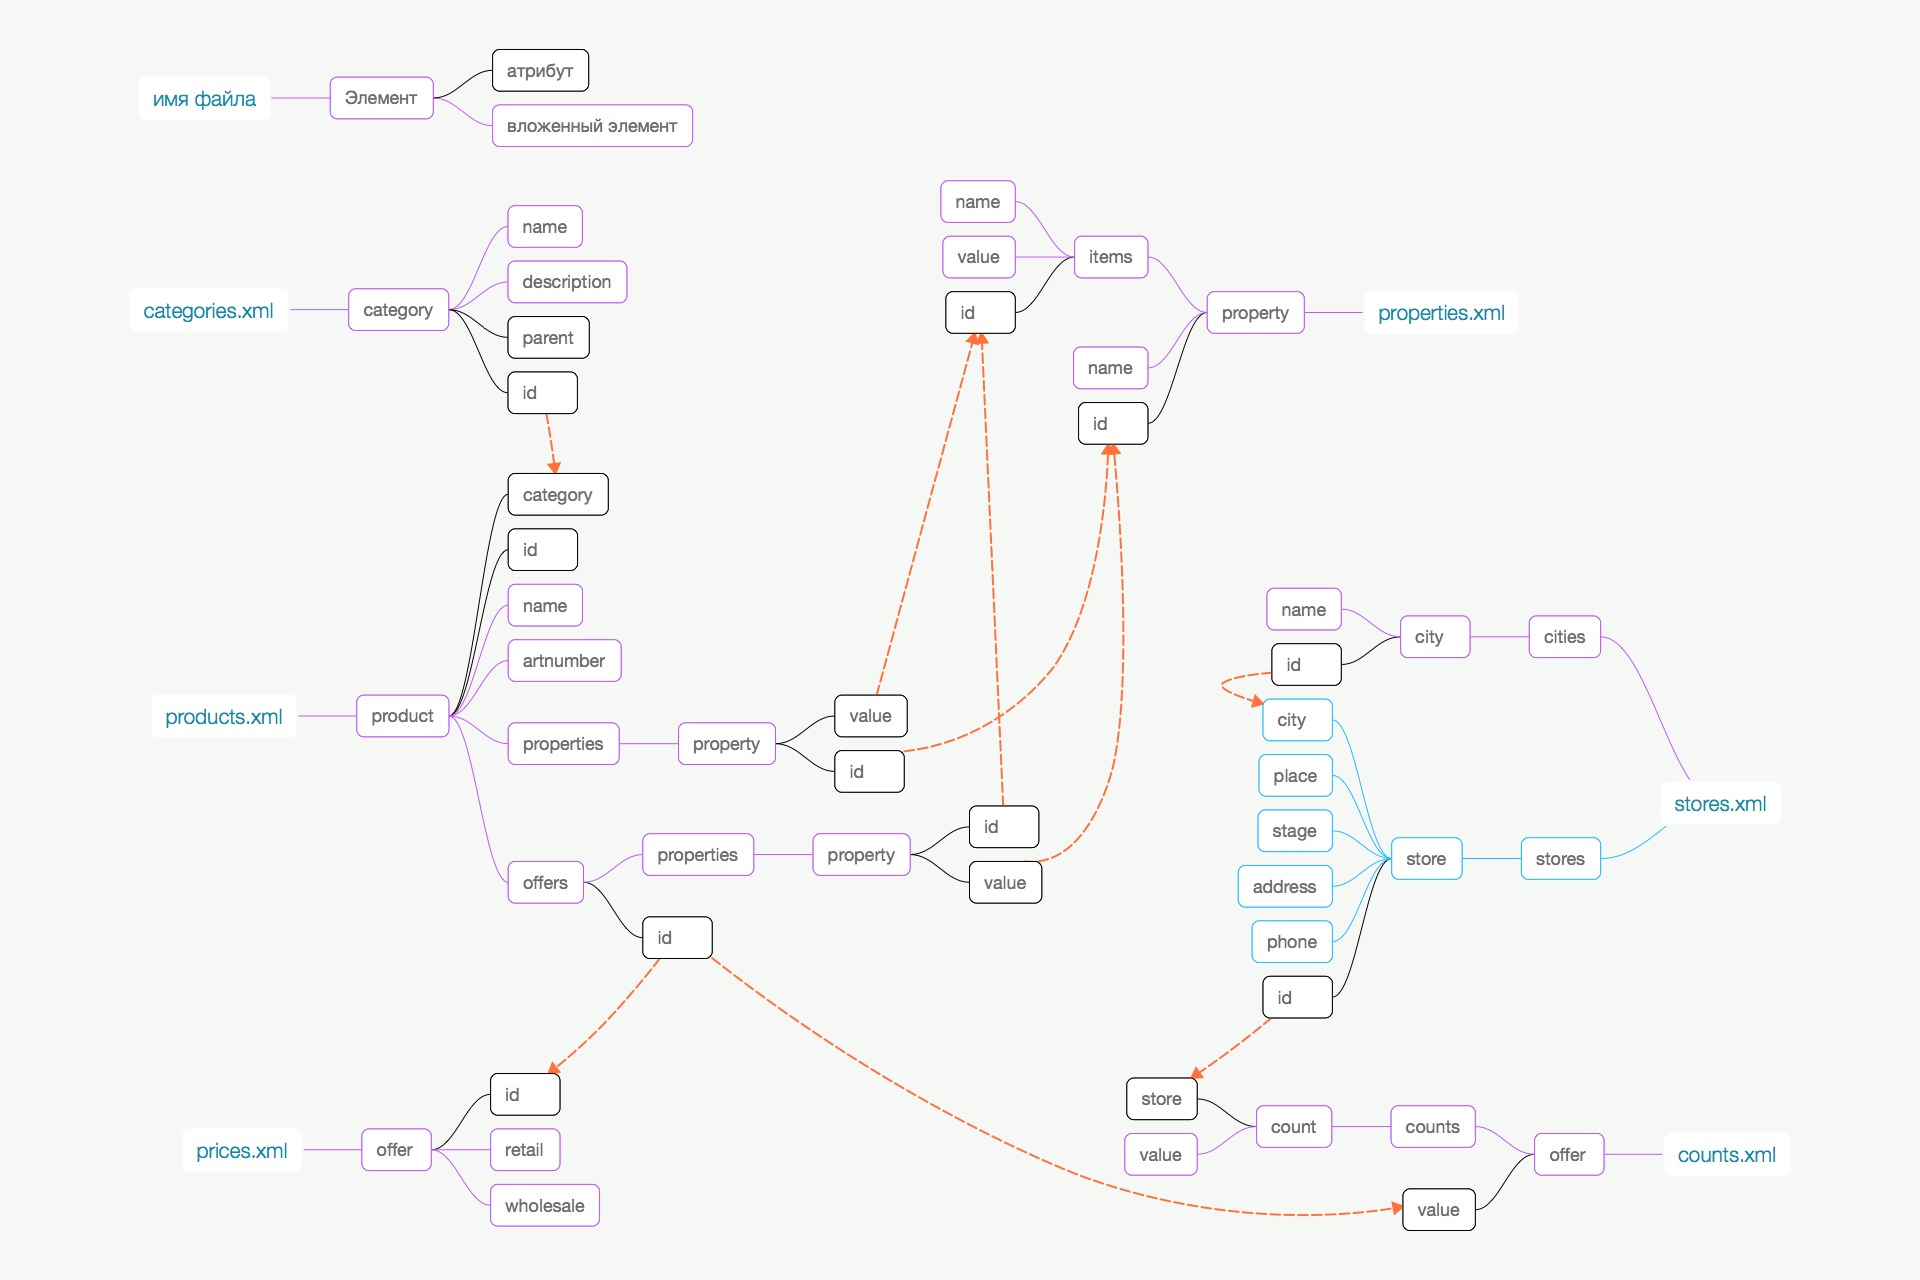 имя файла
Элемент
атрибут
вложенный элемент
categories.xml
category
name
description
parent
id
products.xml
product
category
id
name
artnumber
properties
property
value
id
offers
properties
property
id
value
id
prices.xml
offer
id
retail
wholesale
name
value
id
items
name
id
property
properties.xml
name
id
city
cities
city
place
stage
address
phone
id
store
stores
stores.xml
store
value
count
counts
value
offer
counts.xml